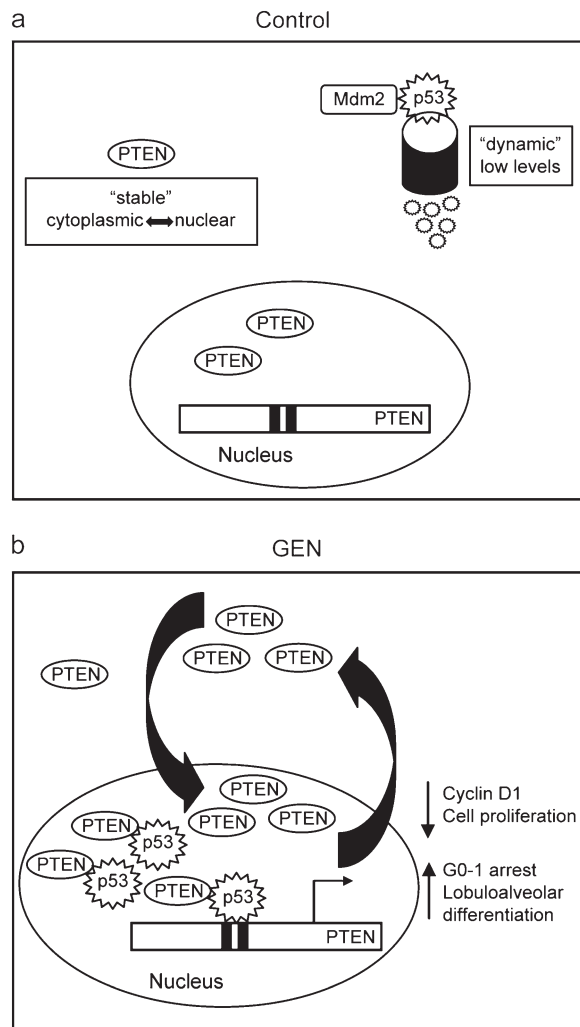 a
Control
Mdm2
p53
PTEN
"dynamic"
low levels
"stable"
cytoplasmic nuclear
PTEN
PTEN
PTEN
Nucleus
b
GEN
PTEN
PTEN
PTEN
PTEN
PTEN
PTEN
PTEN
Cyclin D1
Cell proliferation
PTEN
p53
PTEN
p53
PTEN
p53
G0-1 arrest
Lobuloalveolar
differentiation
PTEN
Nucleus